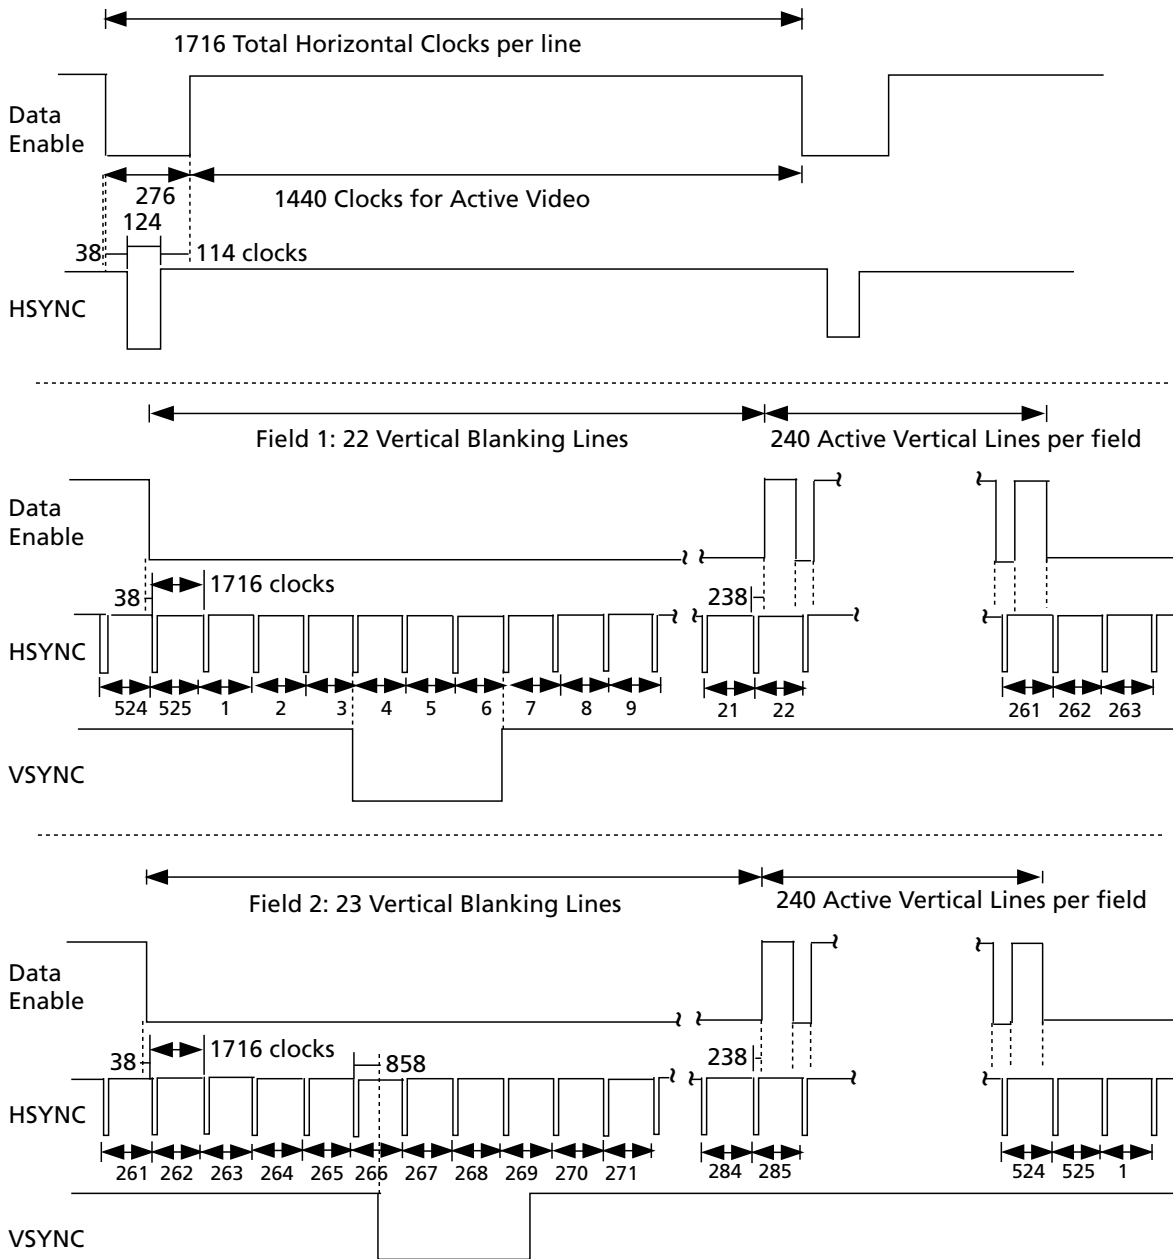 1716 Total Horizontal Clocks per line
Data
Enable
276
1440 Clocks for Active Video
124
38
114 clocks
HSYNC
Field 1: 22 Vertical Blanking Lines
240 Active Vertical Lines per field
Data
Enable
38
1716 clocks
238
HSYNC
524 525 1 2 3 4 5 6 7 8 9 21 22 261 262 263
VSYNC
Field 2: 23 Vertical Blanking Lines
240 Active Vertical Lines per field
Data
Enable
38
1716 clocks
858
238
HSYNC
261 262 263 264 265 266 267 268 269 270 271 284 285 524 525 1
VSYNC